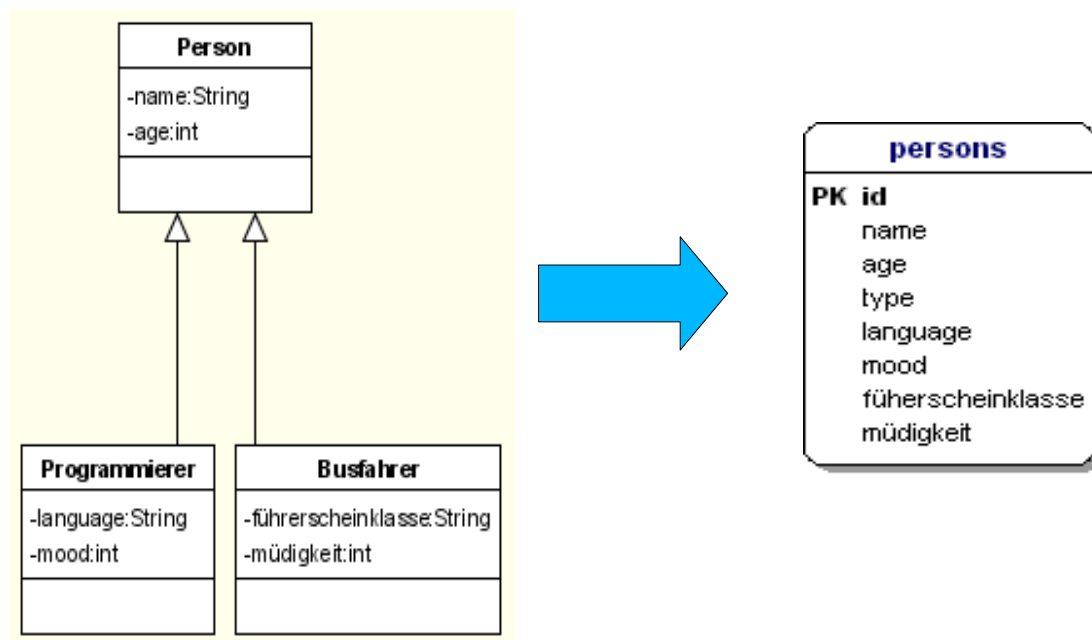 Person
-name:String
-age:int
Programmierer
-language:String
-mood:int
Busfahrer
-führerscheinklasse:String
-müdigkeit:int
persons
PK id
name
age
type
language
mood
füherscheinklasse
müdigkeit